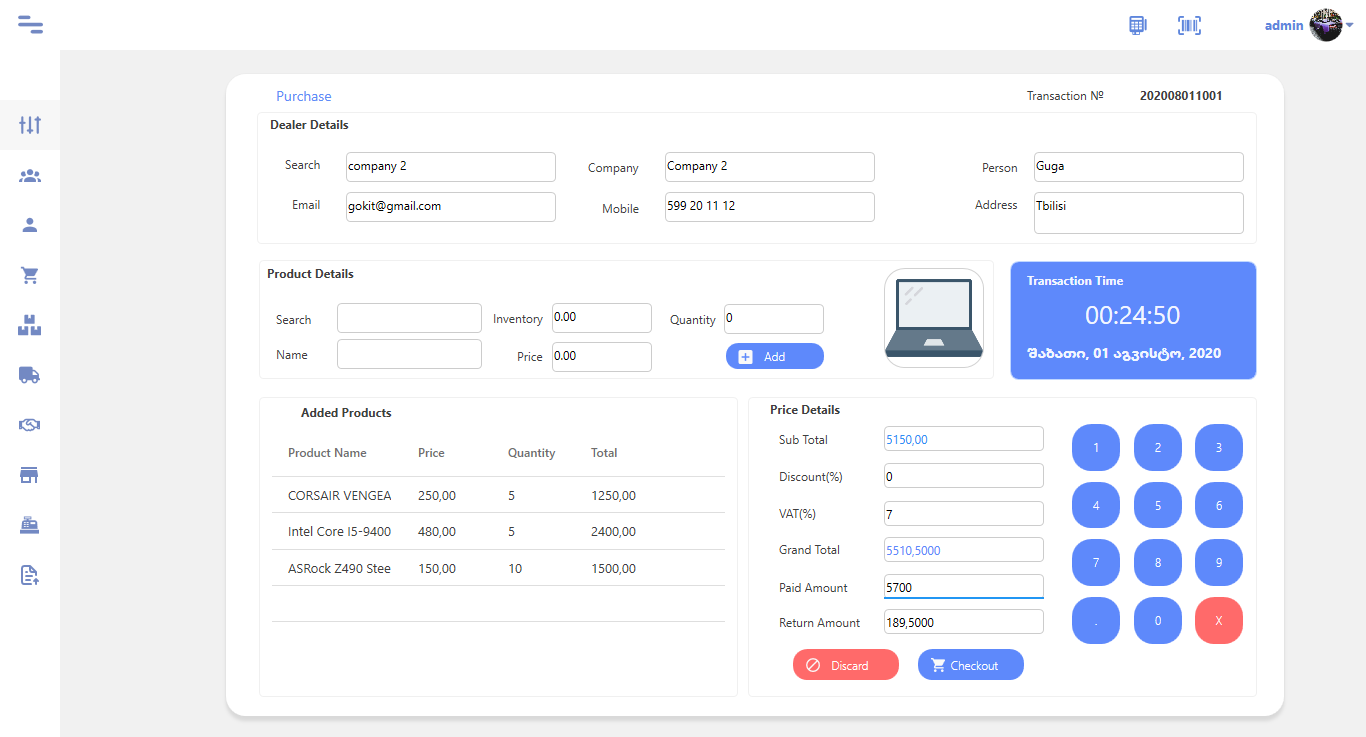 admin
Purchase
Transaction № 202008011001
Dealer Details
Search company 2 Company Company 2 Person Guga
Email gokit@gmail.com Mobile 599 20 11 12 Address Tbilisi
Product Details
Search Inventory 0.00 Quantity 0
Name Price 0.00 Add
Transaction Time
00:24:50
შაბათი, 01 აგვისტო, 2020
Added Products
Product Name Price Quantity Total
CORSAIR VENGEA 250,00 5 1250,00
Intel Core I5-9400 480,00 5 2400,00
ASRock Z490 Stee 150,00 10 1500,00
Price Details
Sub Total 5150,00
Discount(%) 0
VAT(%) 7
Grand Total 5510,5000
Paid Amount 5700
Return Amount 189,5000
Discard Checkout
1 2 3
4 5 6
7 8 9
. 0 X